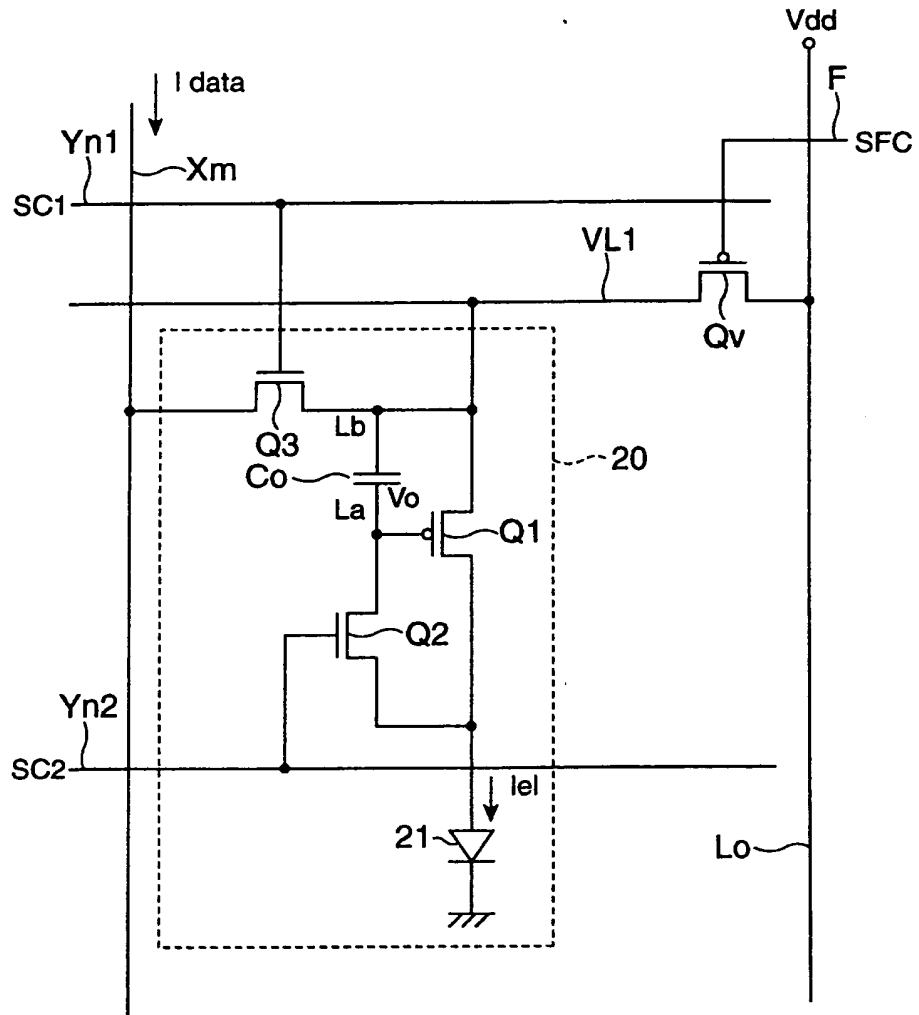 Vdd
I data
F
SFC
Yn1
Xm
SC1
VL1
Qv
Q3
Lb
20
Co
Vo
La
Q1
Q2
Yn2
SC2
Iel
21
Lo